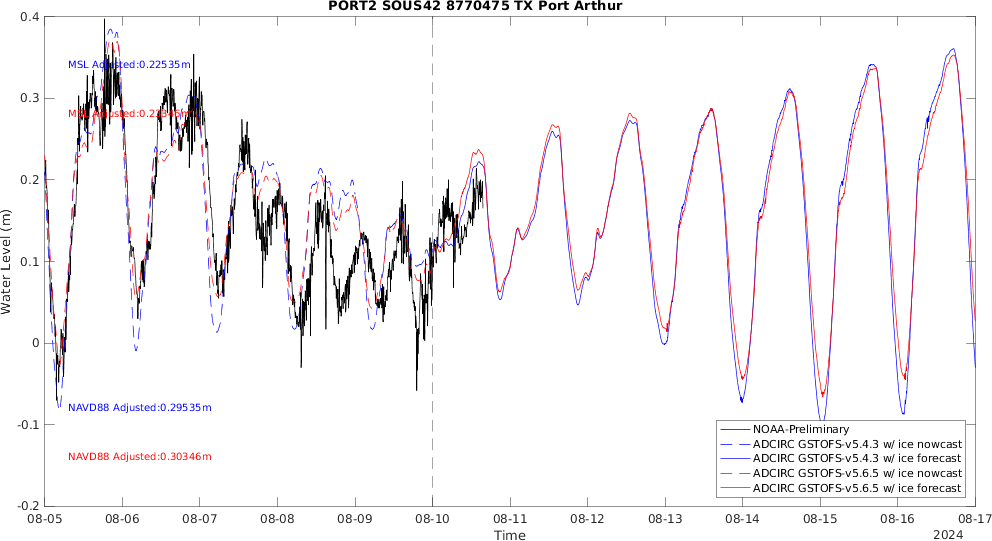 PORT2 SOUS42 8770475 TX Port Arthur
0.4
0.3
0.2
0.1
0
-0.1
-0.2
Water Level (m)
MSL Adjusted:0.22535m
MSL Adjusted:
NAVD88 Adjusted:0.29535m
NAVD88 Adjusted:0.30346m
NOAA-Preliminary
ADCIRC GSTOFS-v5.4.3 w/ ice nowcast
ADCIRC GSTOFS-v5.4.3 w/ ice forecast
ADCIRC GSTOFS-v5.6.5 w/ ice nowcast
ADCIRC GSTOFS-v5.6.5 w/ ice forecast
08-05 08-06 08-07 08-08 08-09 08-10 08-11 08-12 08-13 08-14 08-15 08-16 08-17
Time
2024